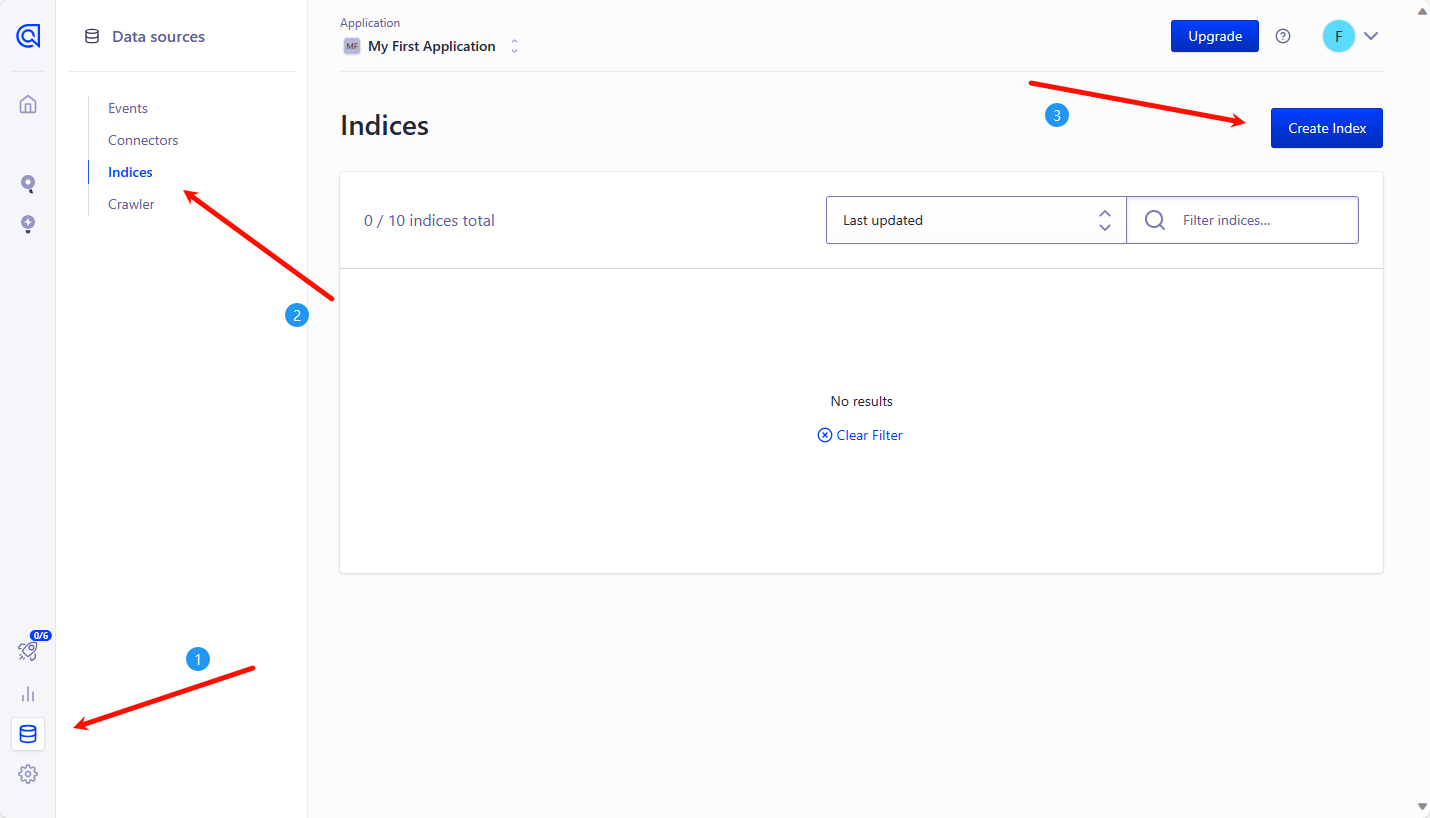 Data sources
Events
Connectors
Indices
Crawler
Application
MF My First Application
Upgrade
F
Indices
3
Create Index
0 / 10 indices total
Last updated
Filter indices...
2
No results
Clear Filter
0/6
1